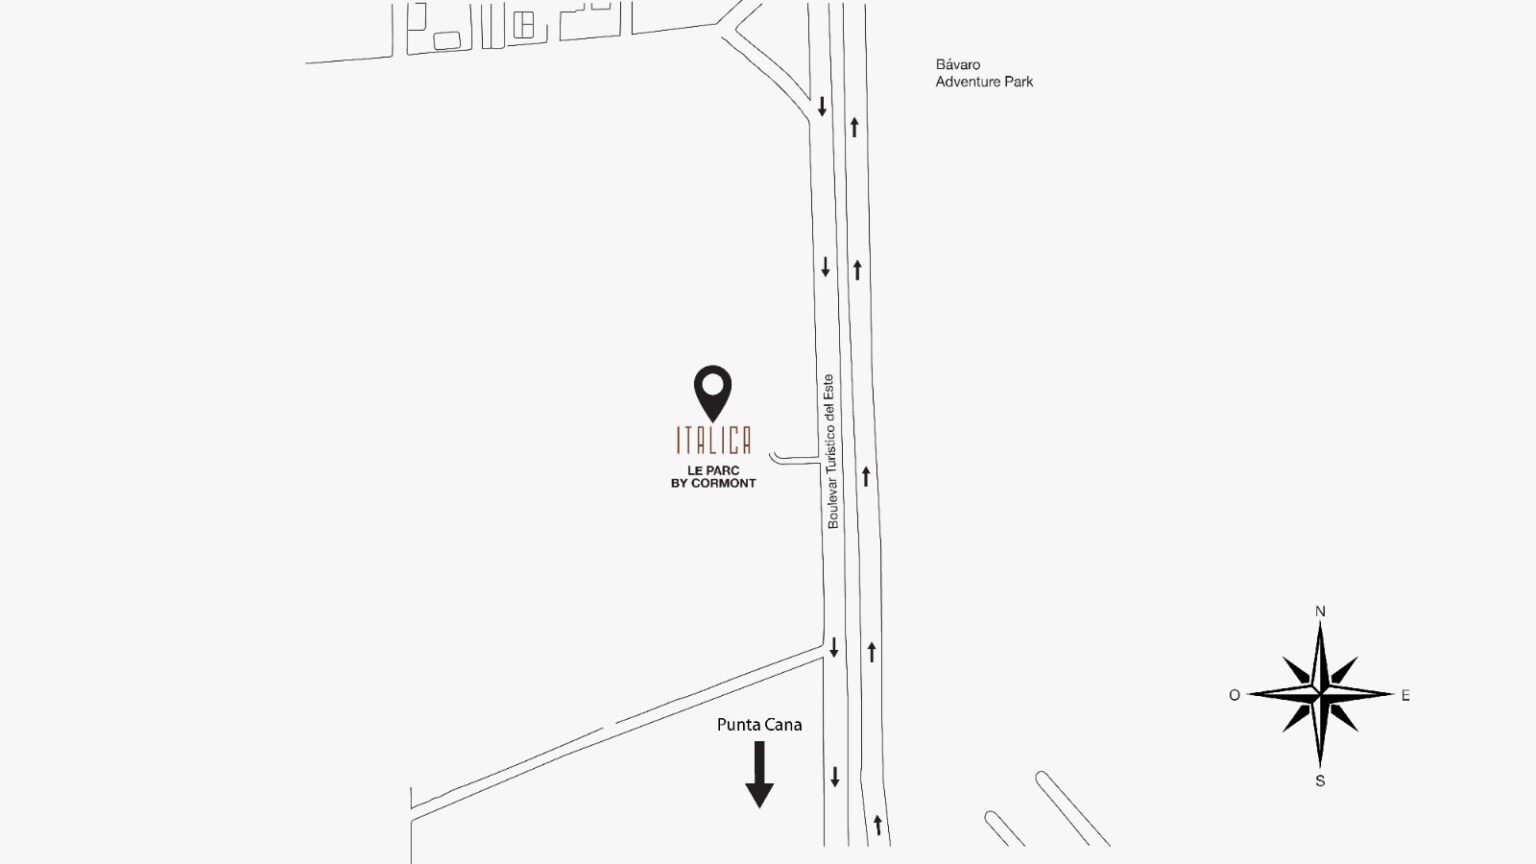 Bávaro
Adventure Park
Boulevar Turístico del Este
ITALICA
LE PARC
BY CORMONT
Punta Cana
N
O
E
S